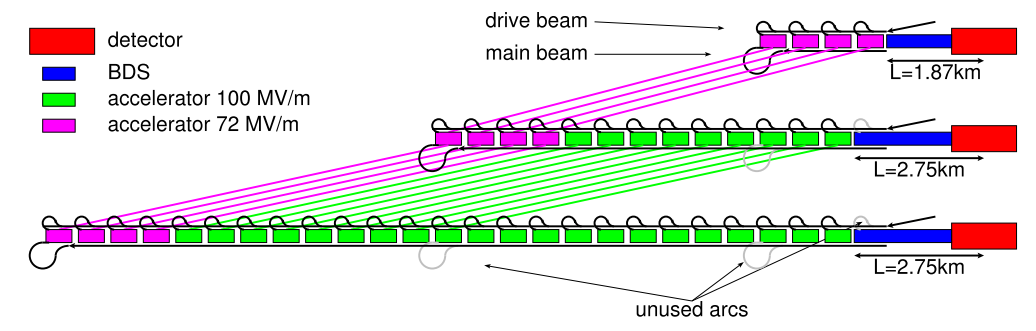 drive beam
main beam
detector
BDS
accelerator 100 MV/m
accelerator 72 MV/m
L=1.87km
L=2.75km
L=2.75km
unused arcs